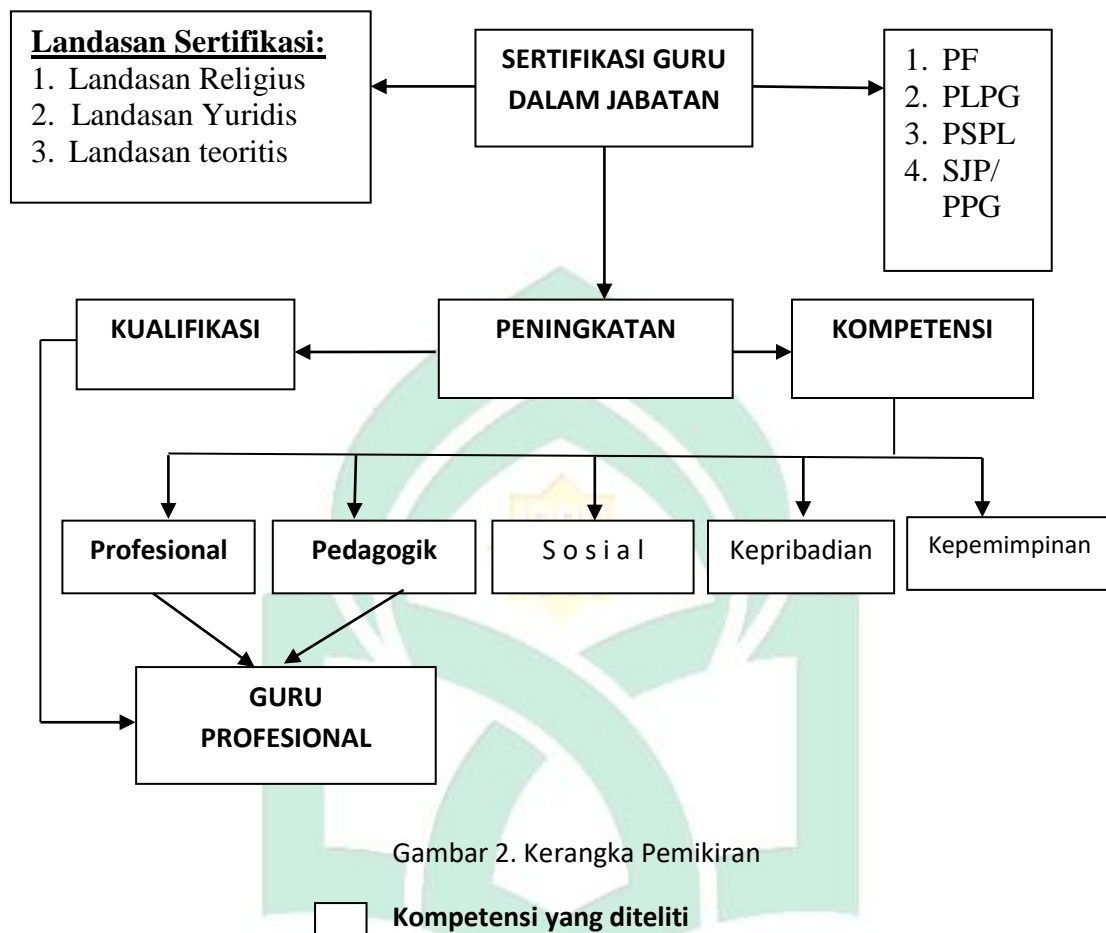 Landasan Sertifikasi:
1. Landasan Religius
2. Landasan Yuridis
3. Landasan teoritis
SERTIFIKASI GURU
DALAM JABATAN
1. PF
2. PLPG
3. PSPL
4. SJP/
PPG
KUALIFIKASI
PENINGKATAN
KOMPETENSI
Profesional
Pedagogik
S o s i a l
Kepribadian
Kepemimpinan
GURU
PROFESIONAL
Gambar 2. Kerangka Pemikiran
Kompetensi yang diteliti